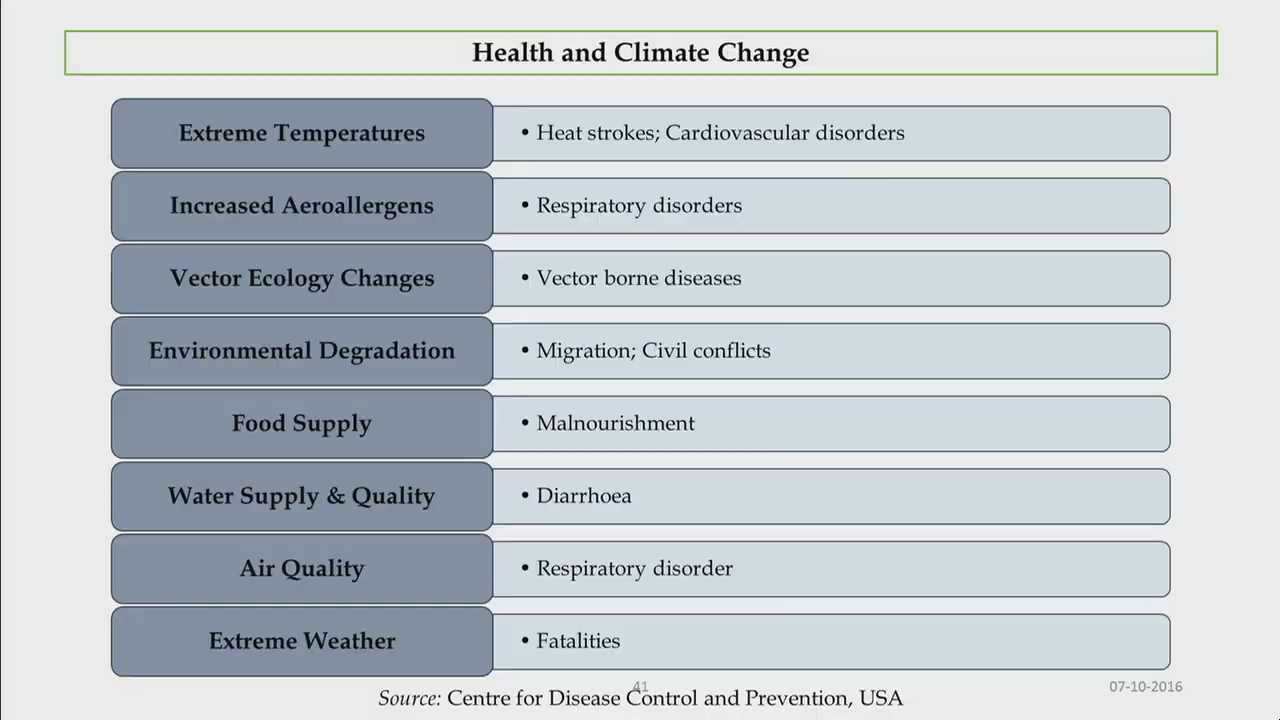 Health and Climate Change
Extreme Temperatures
• Heat strokes; Cardiovascular disorders
Increased Aeroallergens
• Respiratory disorders
Vector Ecology Changes
• Vector borne diseases
Environmental Degradation
• Migration; Civil conflicts
Food Supply
• Malnourishment
Water Supply & Quality
• Diarrhoea
Air Quality
• Respiratory disorder
Extreme Weather
• Fatalities
41
07-10-2016
Source: Centre for Disease Control and Prevention, USA